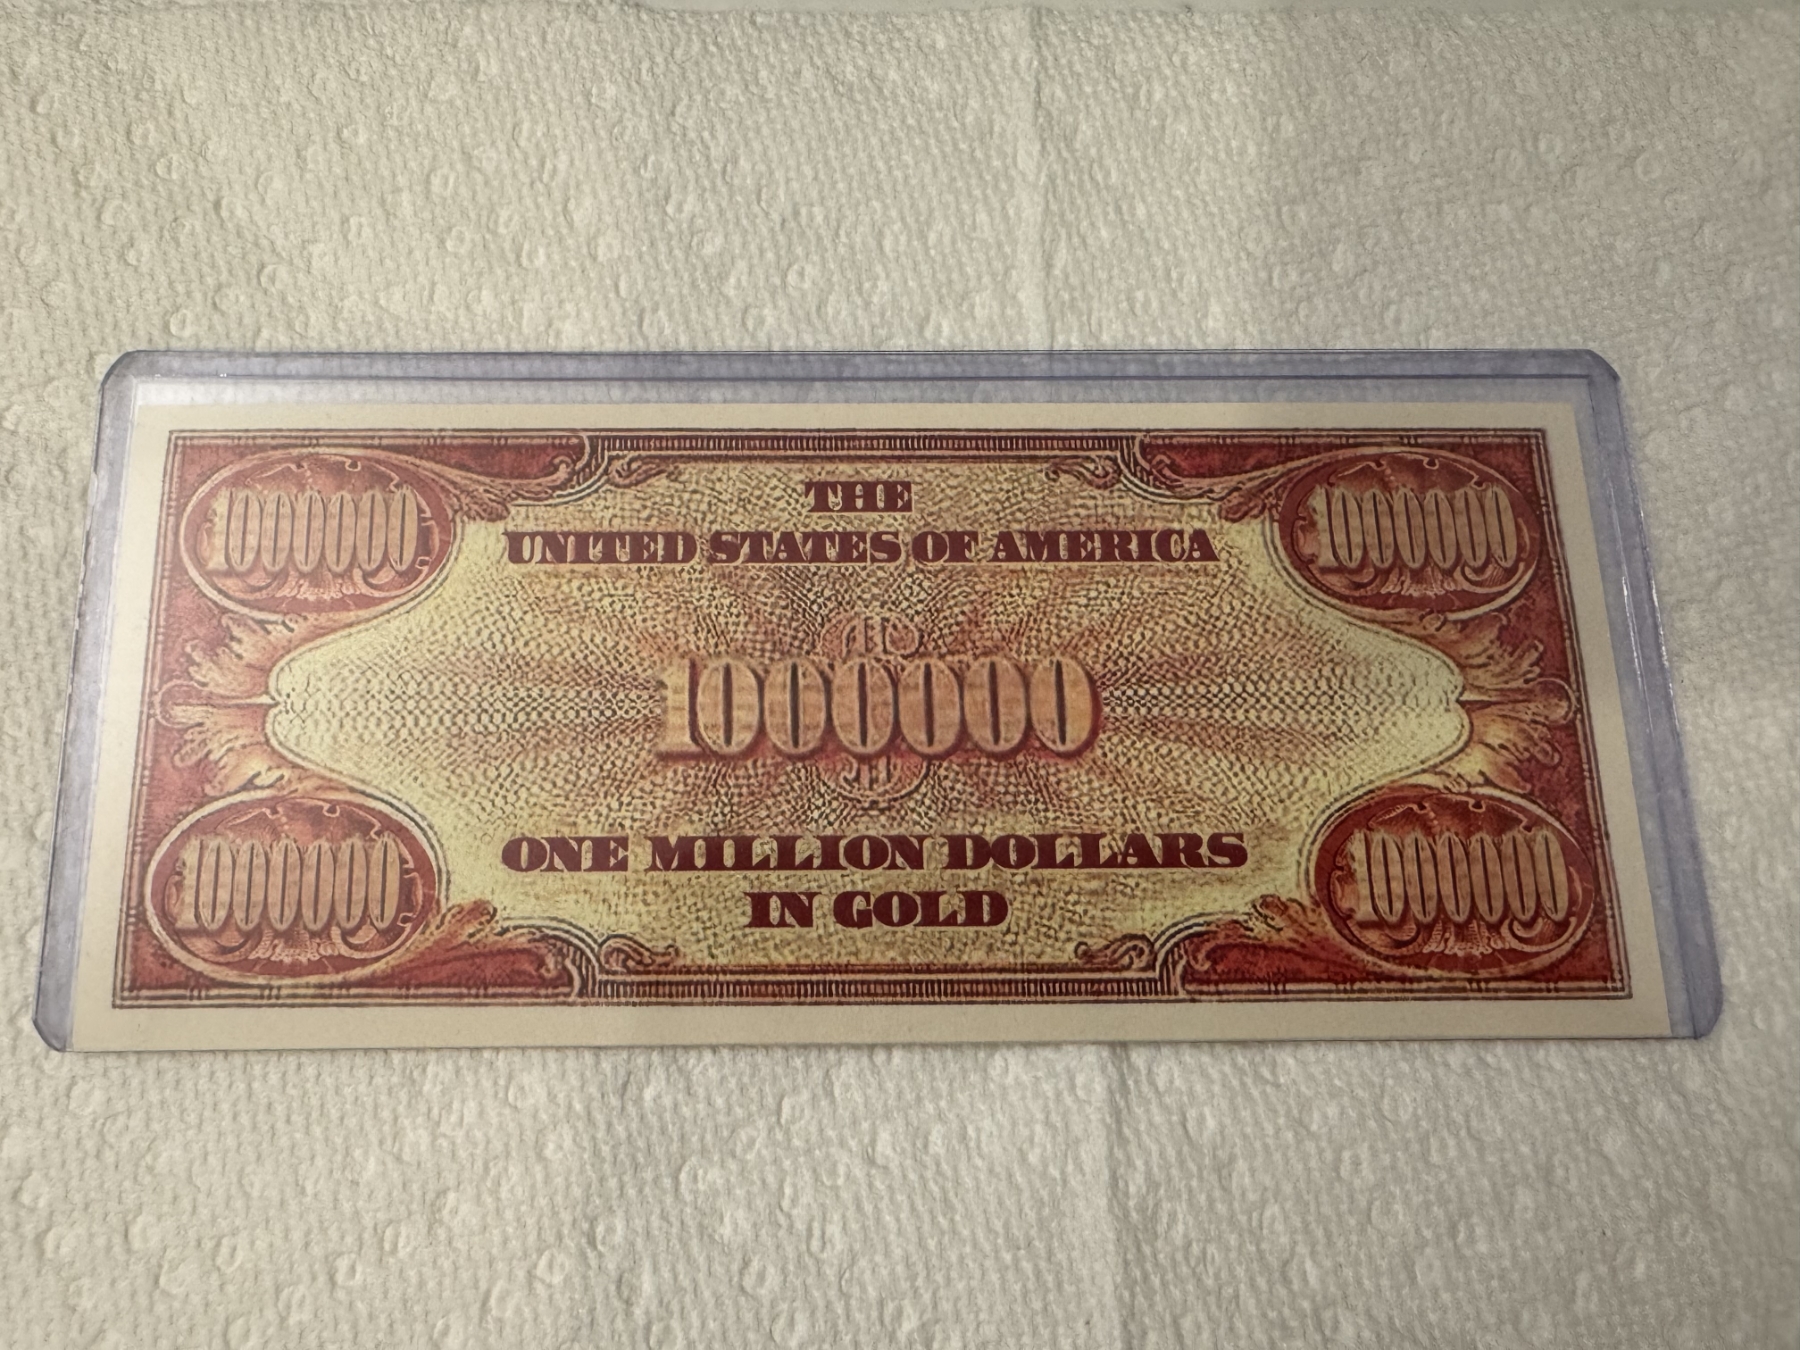 1000000 1000000
THE
UNITED STATES OF AMERICA
1000000
ONE MILLION DOLLARS
IN GOLD
1000000 1000000